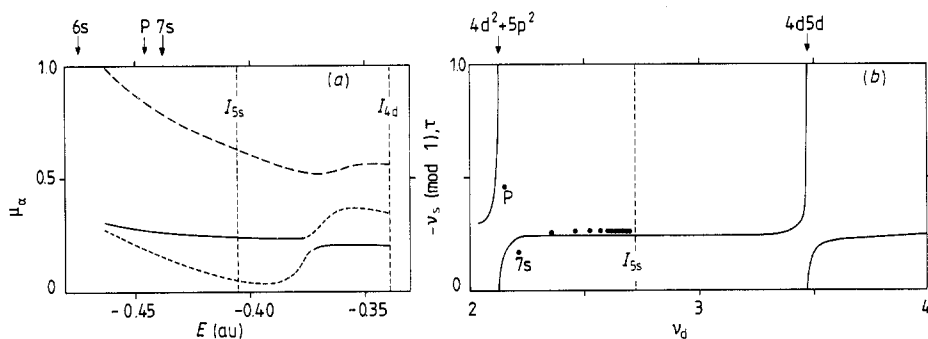 6s P 7s
4d²+5p² 4d5d
1.0 (a)
I5s I4d
0.5
μα
0
-0.45 -0.40 -0.35
E (au)
1.0 (b)
-νs (mod 1), τ
P
7s I5s
0
2 3 4
νd